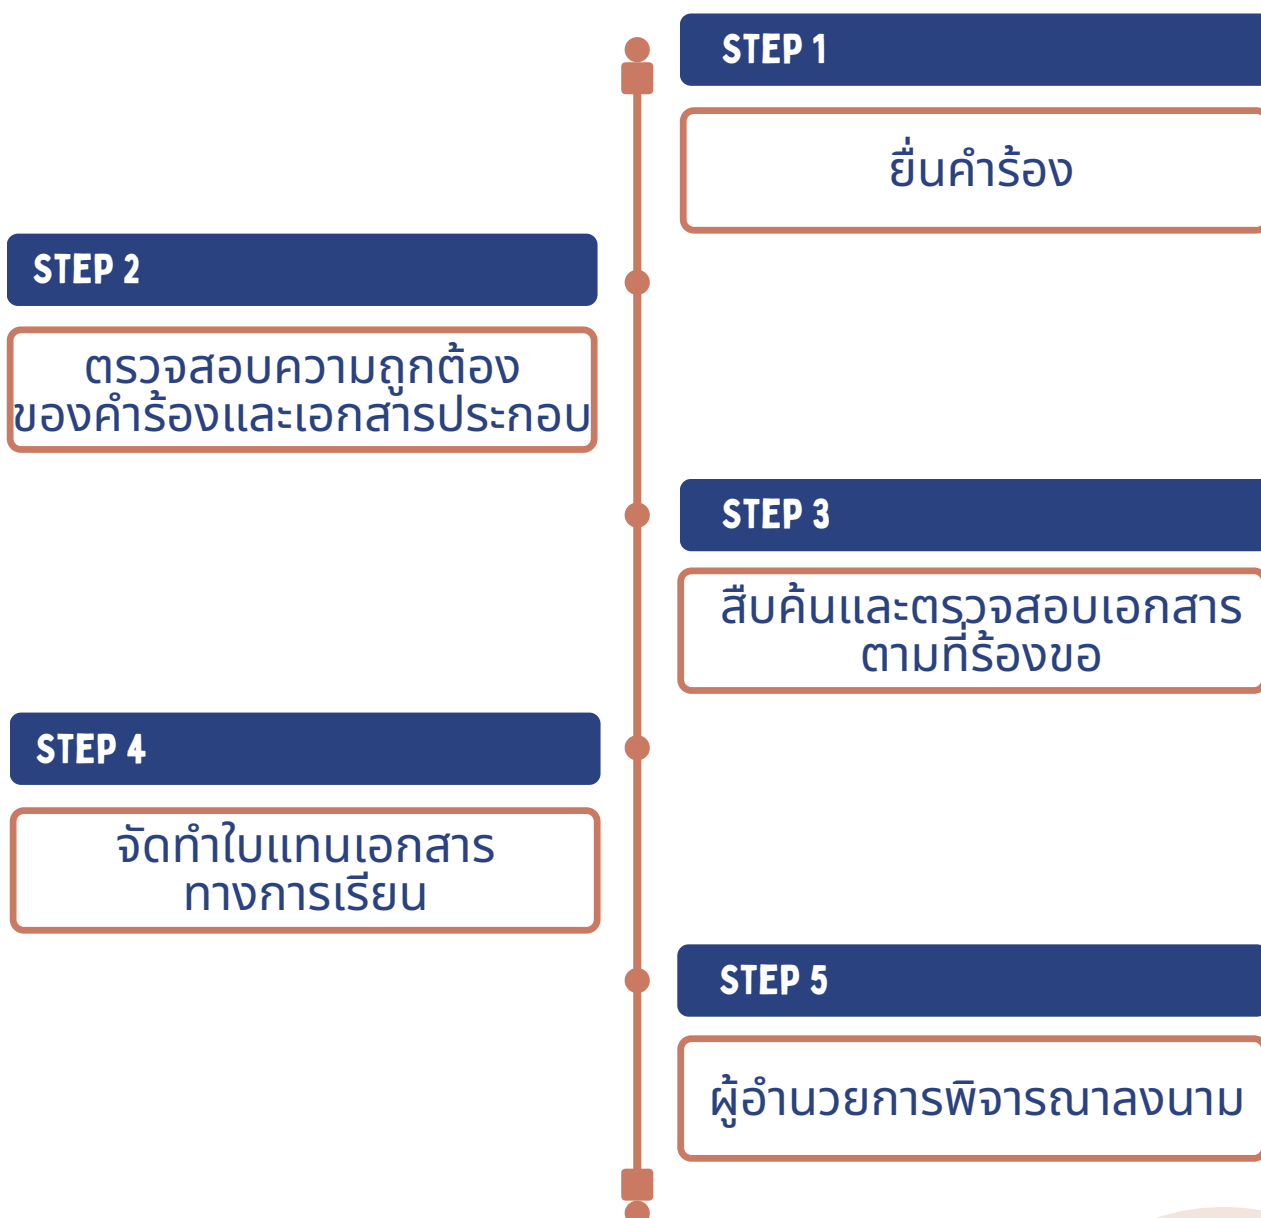 STEP 1
ยื่นคำร้อง
STEP 2
ตรวจสอบความถูกต้อง
ของคำร้องและเอกสารประกอบ
STEP 3
สืบค้นและตรวจสอบเอกสาร
ตามที่ร้องขอ
STEP 4
จัดทำใบแทนเอกสาร
ทางการเรียน
STEP 5
ผู้อำนวยการพิจารณาลงนาม